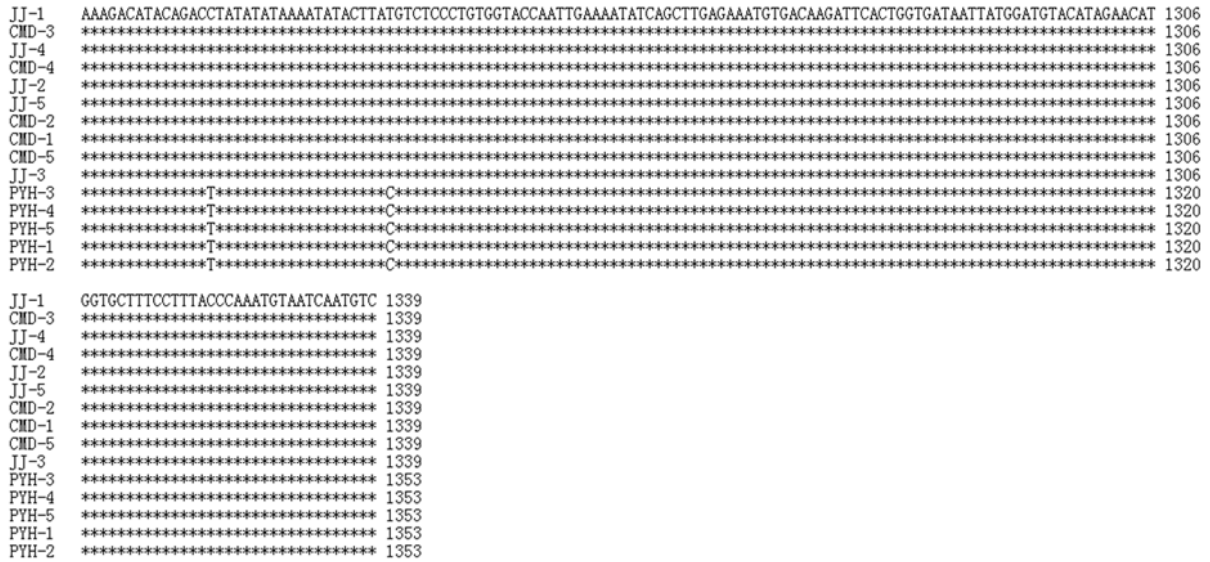 JJ-1 AAAGACATACAGACCTATATATAAAATATACTTATGTCTCCCTGTGGTACCAATTGAAAATATCAGCTTGAGAAATGTGACAAGATTCACTGGTGATAATTATGGATGTACATAGAACAT 1306
CMD-3 ************************************************************************************************************************ 1306
JJ-4 ************************************************************************************************************************ 1306
CMD-4 ************************************************************************************************************************ 1306
JJ-2 ************************************************************************************************************************ 1306
JJ-5 ************************************************************************************************************************ 1306
CMD-2 ************************************************************************************************************************ 1306
CMD-1 ************************************************************************************************************************ 1306
CMD-5 ************************************************************************************************************************ 1306
JJ-3 ************************************************************************************************************************ 1306
PYH-3 **************T*******************C************************************************************************************* 1320
PYH-4 **************T*******************C************************************************************************************* 1320
PYH-5 **************T*******************C************************************************************************************* 1320
PYH-1 **************T*******************C************************************************************************************* 1320
PYH-2 **************T*******************C************************************************************************************* 1320
JJ-1 GGTGCTTTCCTTTACCCAAATGTAATCAATGTC 1339
CMD-3 ********************************* 1339
JJ-4 ********************************* 1339
CMD-4 ********************************* 1339
JJ-2 ********************************* 1339
JJ-5 ********************************* 1339
CMD-2 ********************************* 1339
CMD-1 ********************************* 1339
CMD-5 ********************************* 1339
JJ-3 ********************************* 1339
PYH-3 ********************************* 1353
PYH-4 ********************************* 1353
PYH-5 ********************************* 1353
PYH-1 ********************************* 1353
PYH-2 ********************************* 1353